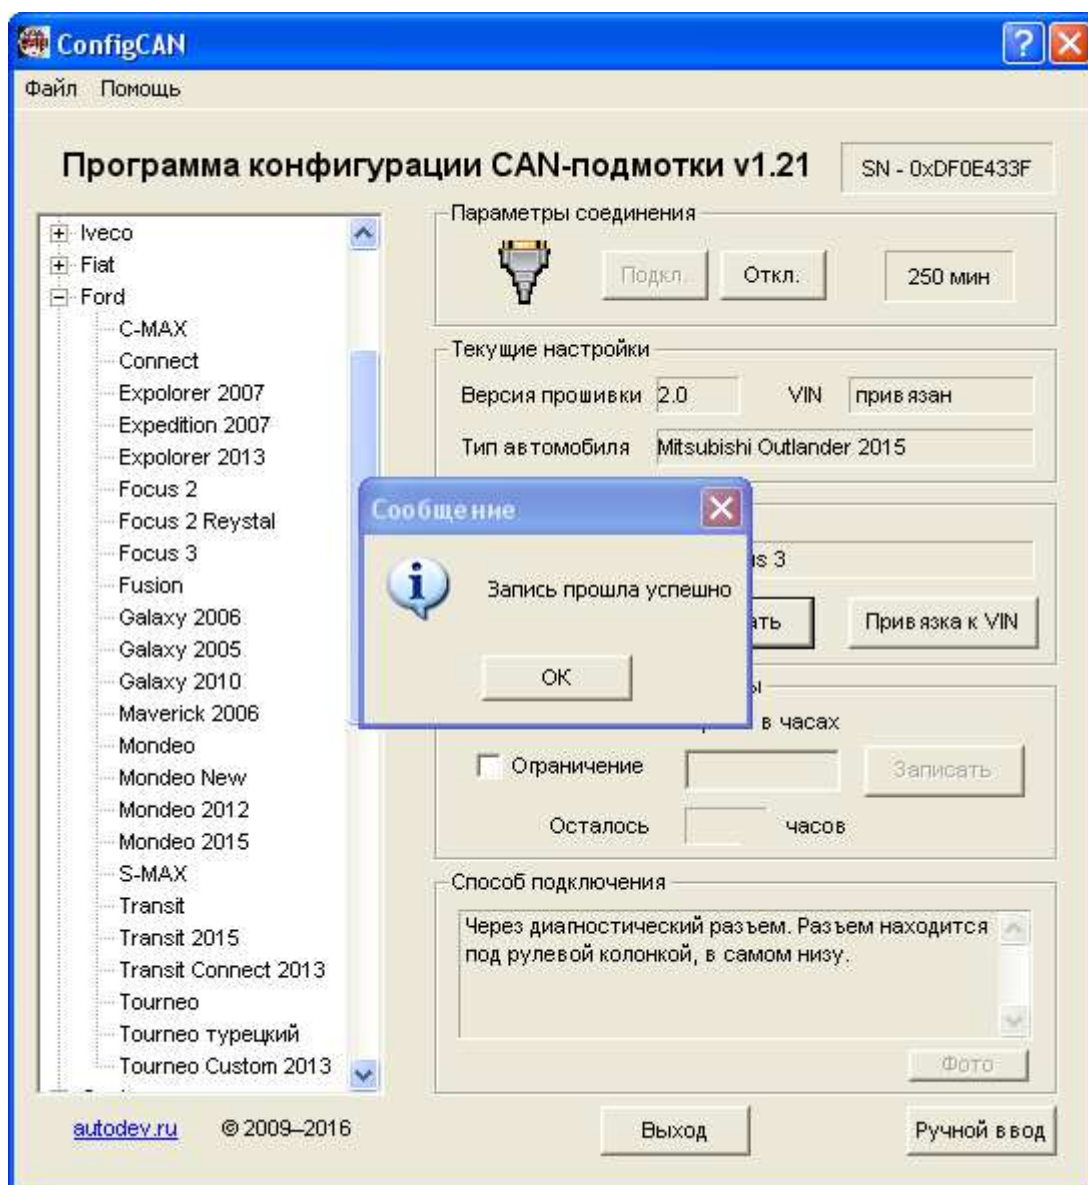 ConfigCAN
Файл Помощь
Программа конфигурации CAN-подмотки v1.21
SN - 0xDF0E433F
Iveco
Fiat
Ford
C-MAX
Connect
Expolorer 2007
Expedition 2007
Expolorer 2013
Focus 2
Focus 2 Reystal
Focus 3
Fusion
Galaxy 2006
Galaxy 2005
Galaxy 2010
Maverick 2006
Mondeo
Mondeo New
Mondeo 2012
Mondeo 2015
S-MAX
Transit
Transit 2015
Transit Connect 2013
Tourneo
Tourneo турецкий
Tourneo Custom 2013
Параметры соединения
Подкл. Откл. 250 мин
Текущие настройки
Версия прошивки 2.0 VIN привязан
Тип автомобиля Mitsubishi Outlander 2015
Сообщение
Запись прошла успешно
OK
us 3
ать Привязка к VIN
ы
в часах
Ограничение Записать
Осталось часов
Способ подключения
Через диагностический разъем. Разъем находится
под рулевой колонкой, в самом низу.
Фото
autodev.ru © 2009–2016 Выход Ручной ввод